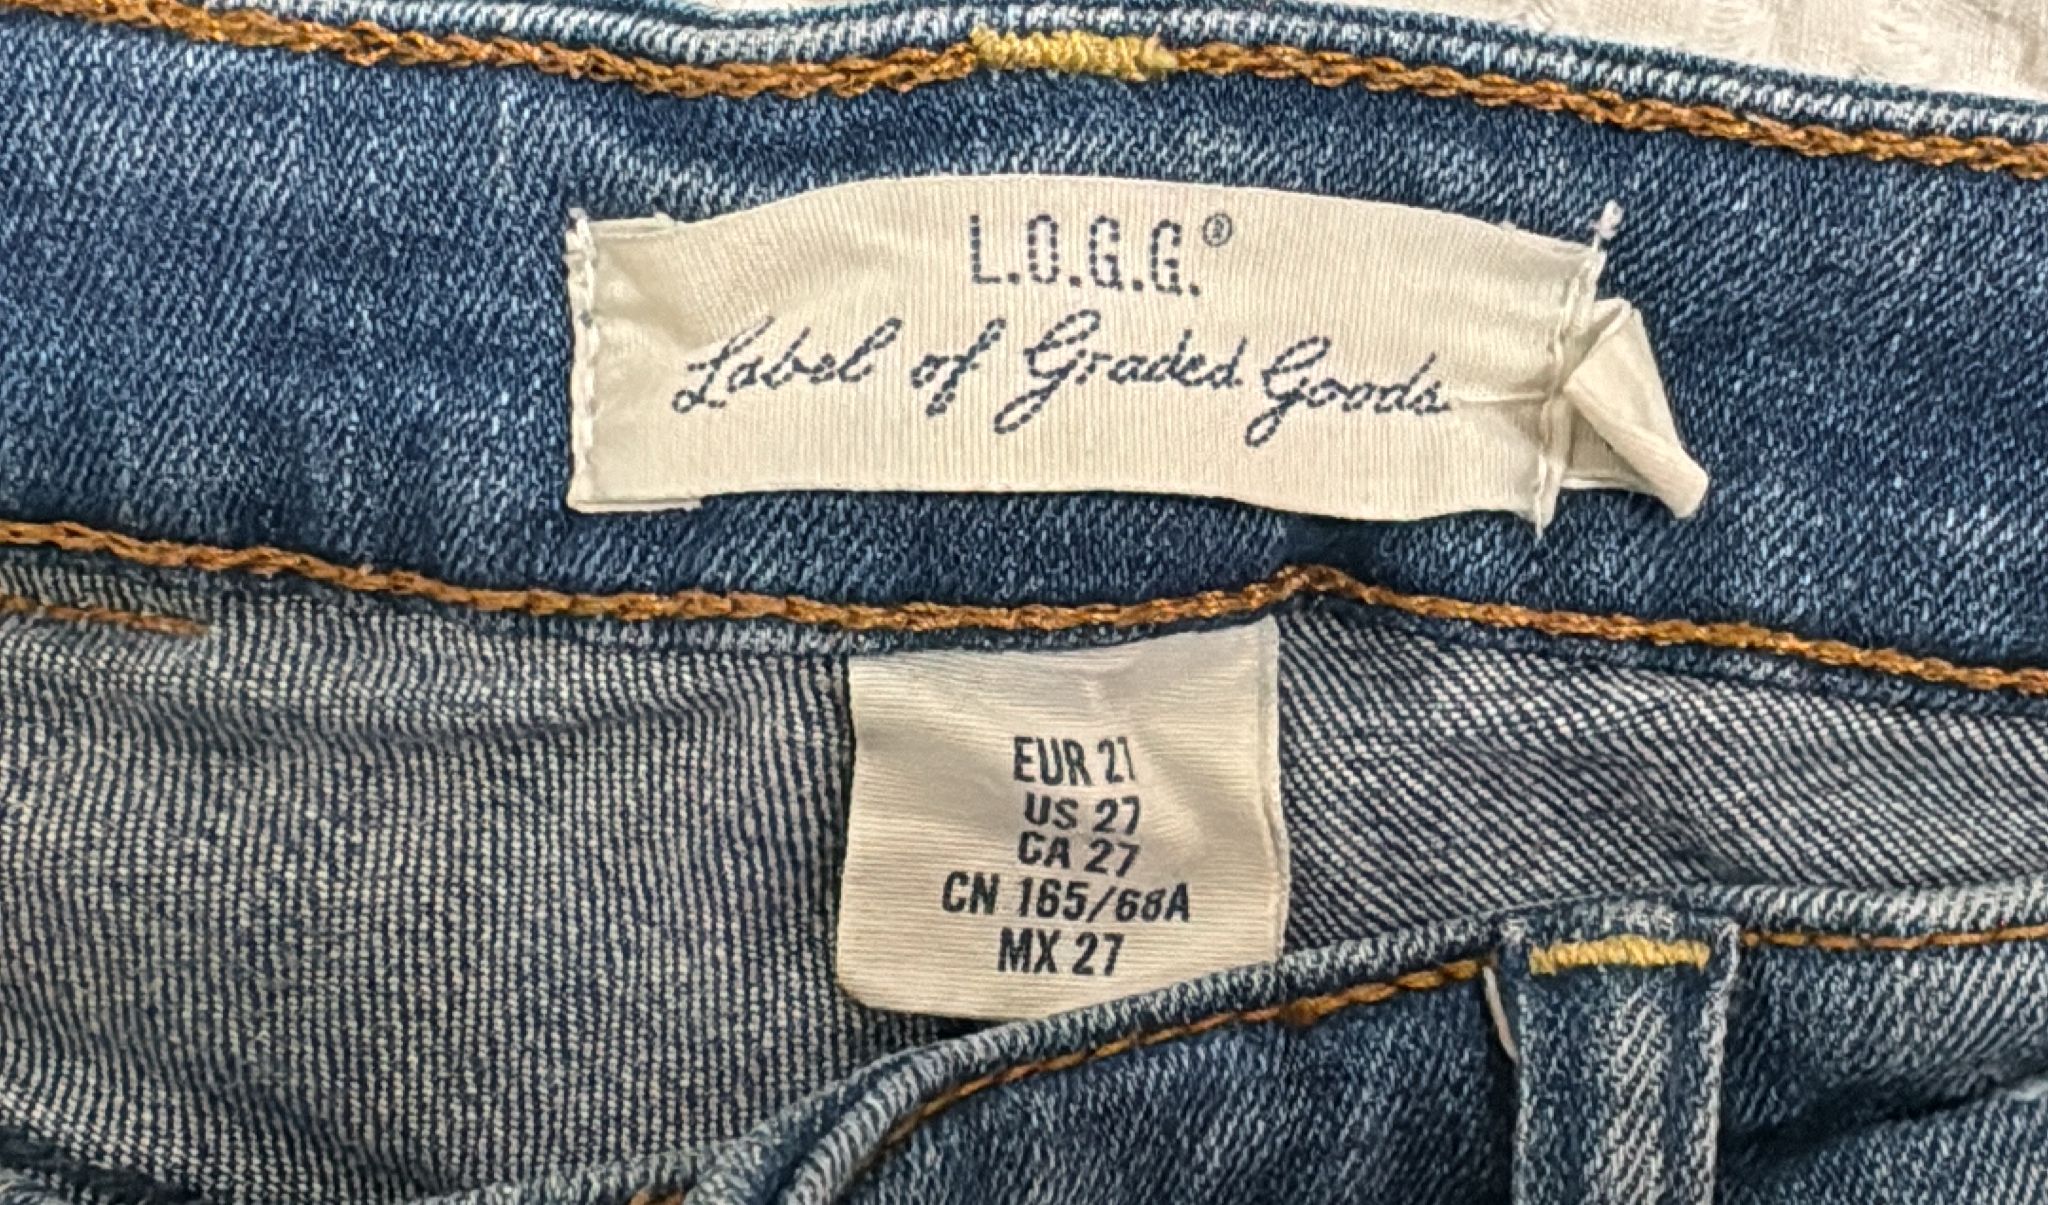 L.O.G.G.®
Label of Graded Goods
EUR 27
US 27
CA 27
CN 165/68A
MX 27